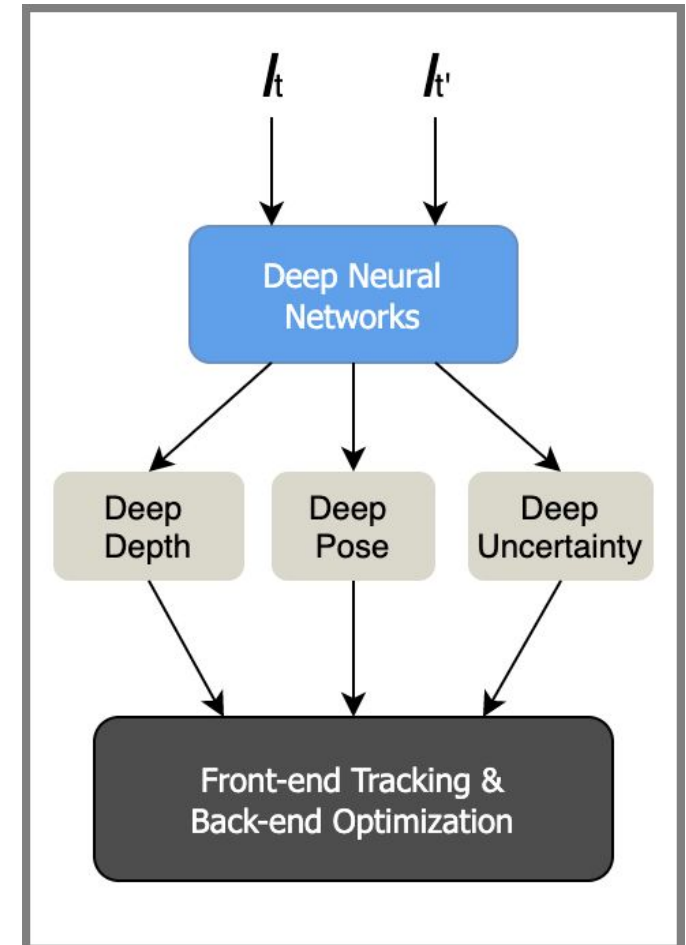 It It'
Deep Neural
Networks
Deep
Depth
Deep
Pose
Deep
Uncertainty
Front-end Tracking &
Back-end Optimization